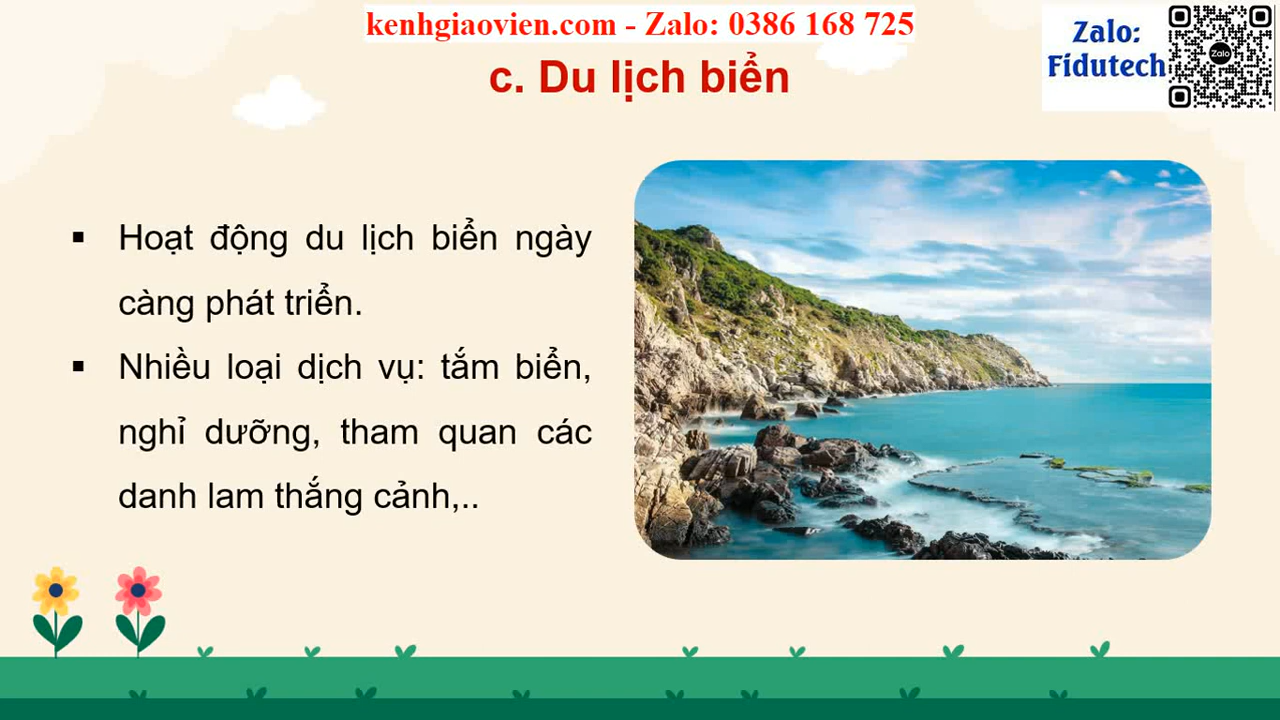 kenhgiaovien.com - Zalo: 0386 168 725
Zalo:
Fidutech
Zalo
c. Du lịch biển
▪ Hoạt động du lịch biển ngày
càng phát triển.
▪ Nhiều loại dịch vụ: tắm biển,
nghỉ dưỡng, tham quan các
danh lam thắng cảnh,..